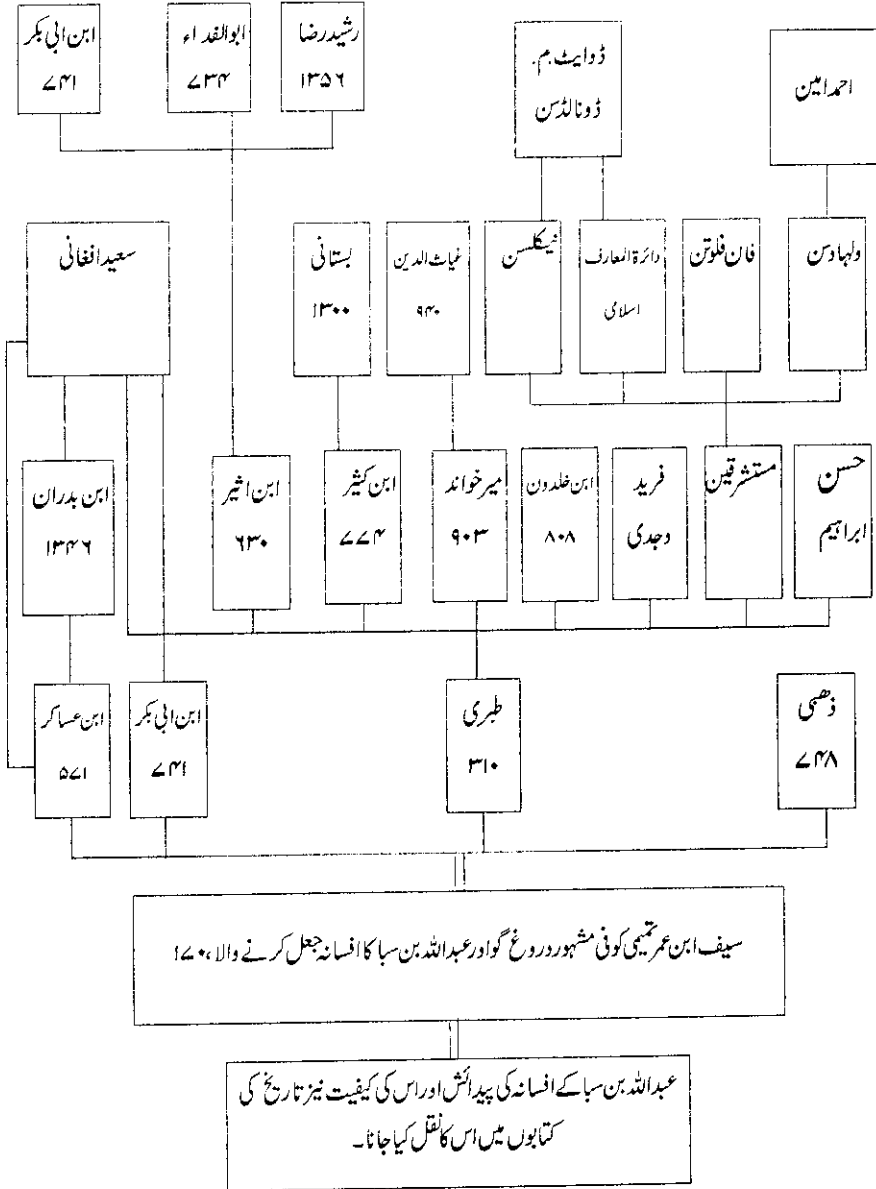 رشید رضا
۱۳۵۶
ابوالفداء
۷۳۴
ابن ابی بکر
۷۴۱
احمد امین
ڈوایٹ م۔
ڈونالڈسن
ولہاوسن
فان فلوتن
دائرۃ المعارف
اسلامی
نیکلسن
غیاث الدین
۹۴۰
بستانی
۱۳۰۰
سعید افغانی
حسن
ابراہیم
مستشرقین
فرید
وجدی
ابن خلدون
۸۰۸
میر خواند
۹۰۳
ابن کثیر
۷۷۴
ابن اثیر
۶۳۰
ابن بدران
۱۳۴۶
ذھبی
۷۴۸
طبری
۳۱۰
ابن ابی بکر
۷۴۱
ابن عساکر
۵۷۱
سیف ابن عمر تمیمی کوفی مشہور دروغ گو اور عبداللہ بن سبا کا افسانہ جعل کرنے والا، ۱۷۰
عبداللہ بن سبا کے افسانہ کی پیدائش اور اس کی کیفیت نیز تاریخ کی
کتابوں میں اس کا نقل کیا جانا۔